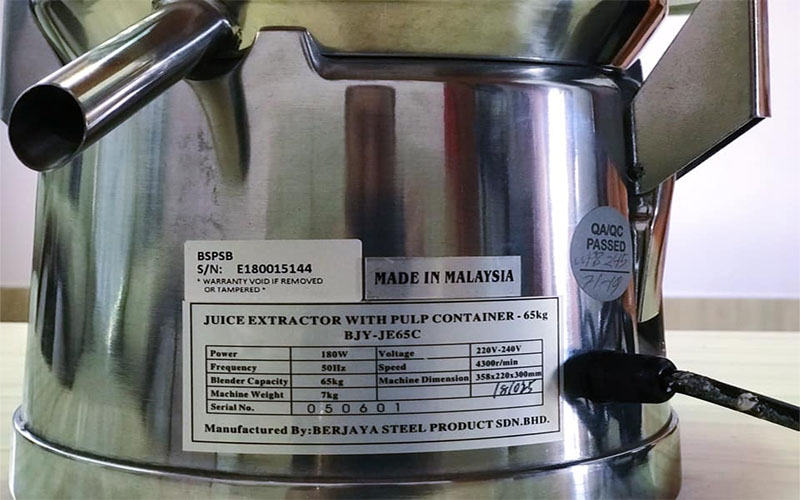 BSPSB
S/N: E180015144
* WARRANTY VOID IF REMOVED
OR TAMPERED *
MADE IN MALAYSIA
QA/QC
PASSED
JUICE EXTRACTOR WITH PULP CONTAINER - 65kg
BJY-JE65C
Power 180W Voltage 220V-240V
Frequency 50Hz Speed 4300r/min
Blender Capacity 65kg Machine Dimension 358x220x300mm
Machine Weight 7kg
Serial No. 050601
Manufactured By:BERJAYA STEEL PRODUCT SDN.BHD.